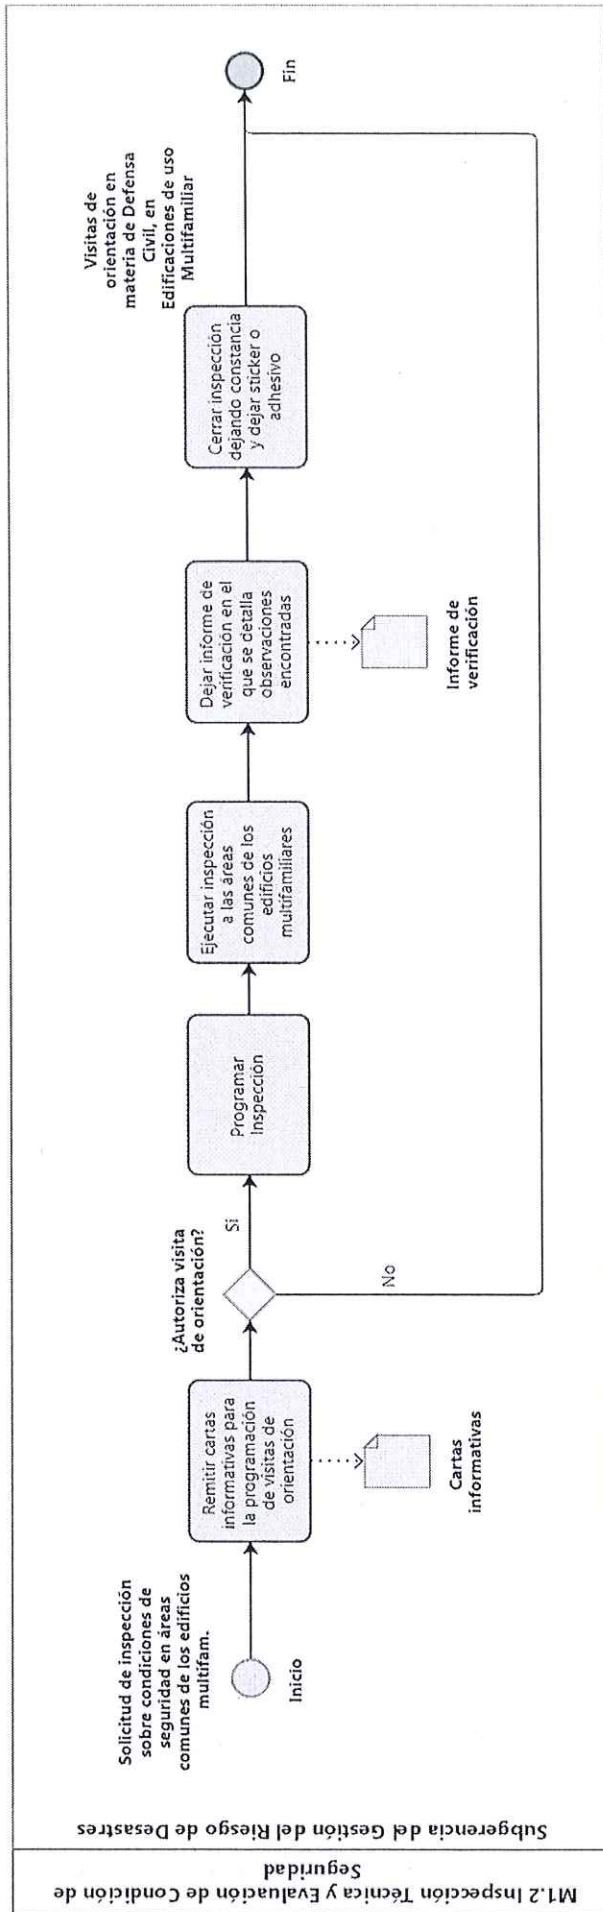 M1.2 Inspección Técnica y Evaluación de Condición de
Seguridad
Subgerencia del Gestión del Riesgo de Desastres
Solicitud de inspección
sobre condiciones de
seguridad en áreas
comunes de los edificios
multifam.
Inicio
Remitir cartas
informativas para
la programación
de visitas de
orientación
Cartas
informativas
¿Autoriza visita
de orientación?
Si
No
Programar
Inspección
Ejecutar inspección
a las áreas
comunes de los
edificios
multifamiliares
Dejar informe de
verificación en el
que se detalla
observaciones
encontradas
Informe de
verificación
Cerrar inspección
dejando constancia
y dejar sticker o
adhesivo
Visitas de
orientación en
materia de Defensa
Civil, en
Edificaciones de uso
Multifamiliar
Fin